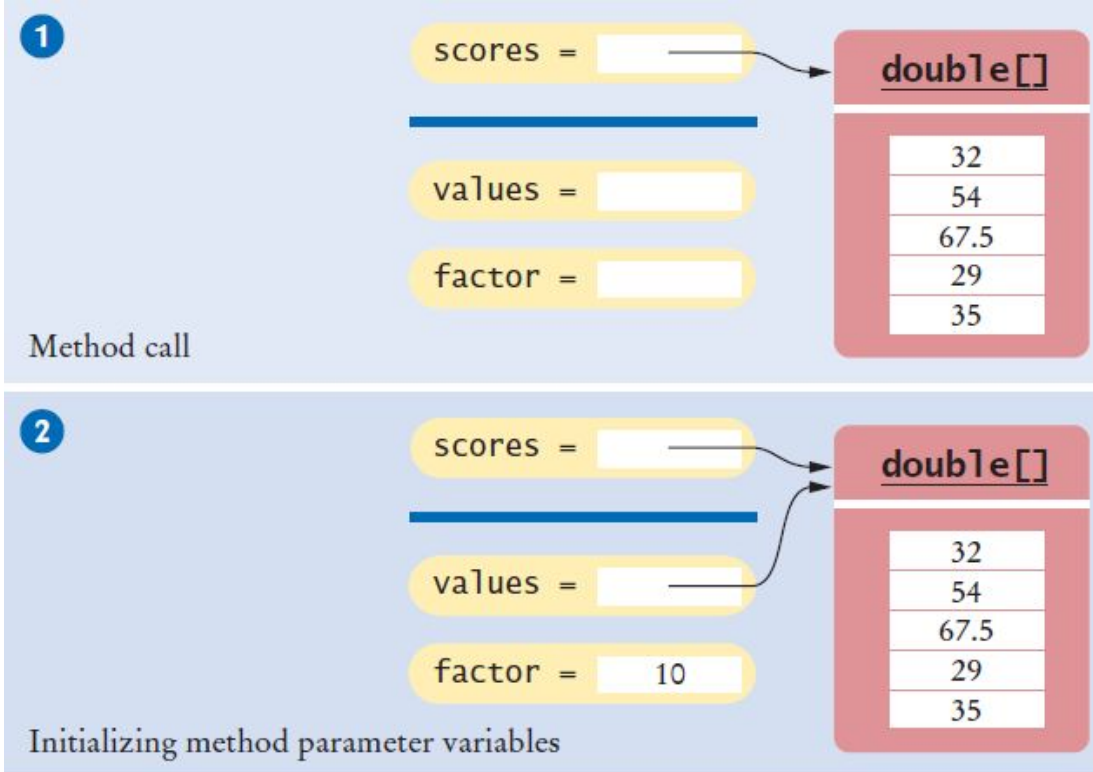 1
scores =
double[]
values =
factor =
32
54
67.5
29
35
Method call
2
scores =
double[]
values =
factor = 10
32
54
67.5
29
35
Initializing method parameter variables